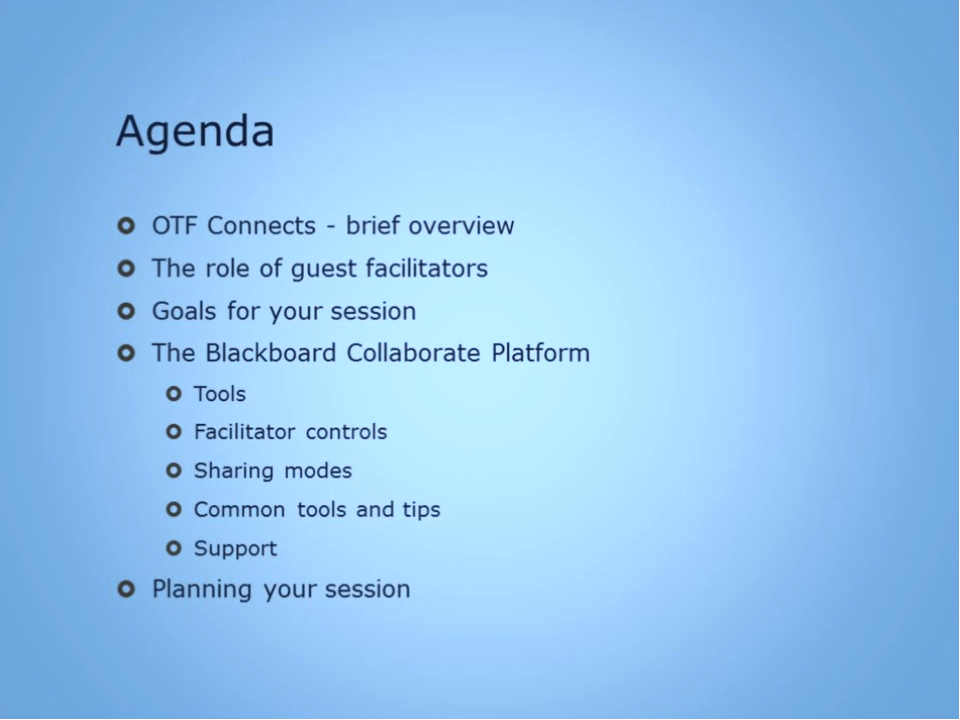 Agenda
OTF Connects - brief overview
The role of guest facilitators
Goals for your session
The Blackboard Collaborate Platform
Tools
Facilitator controls
Sharing modes
Common tools and tips
Support
Planning your session